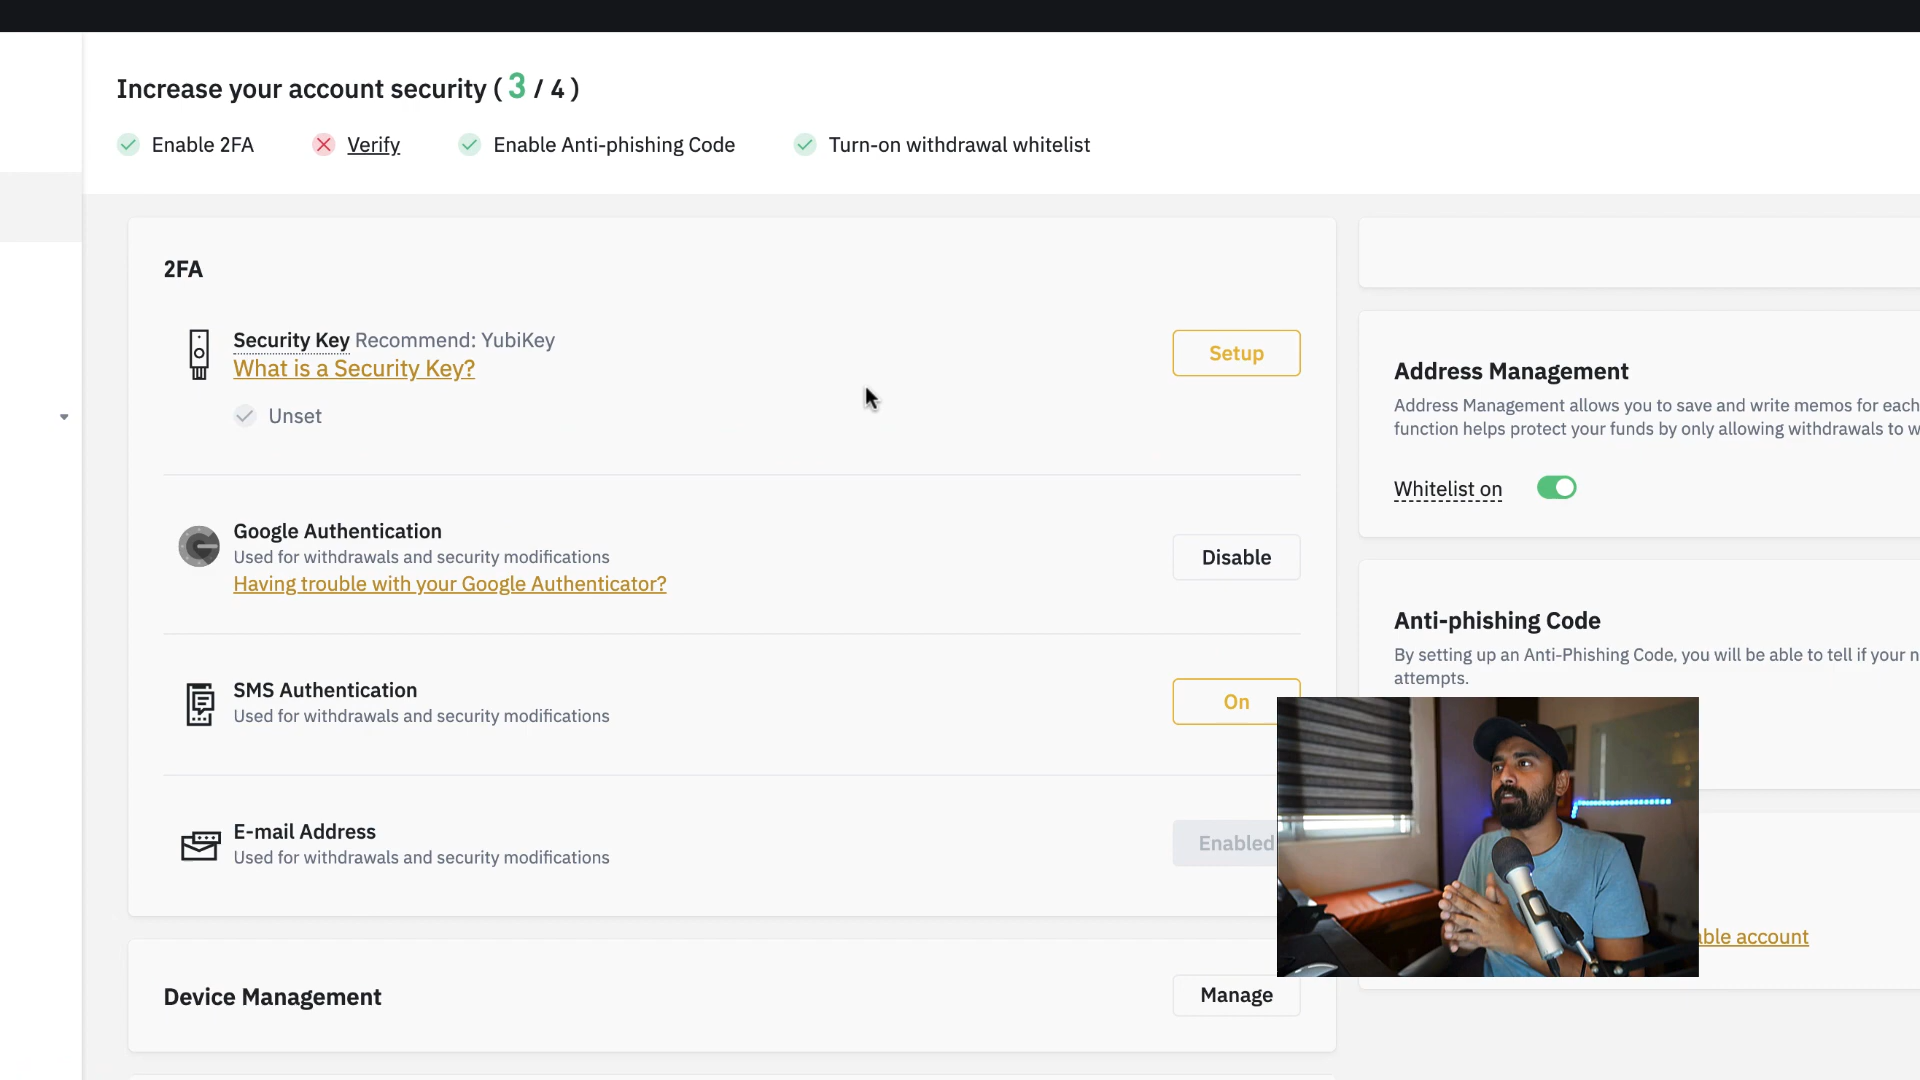 Increase your account security ( 3 / 4 )
Enable 2FA
Verify
Enable Anti-phishing Code
Turn-on withdrawal whitelist
2FA
Security Key Recommend: YubiKey
What is a Security Key?
Unset
Setup
Google Authentication
Used for withdrawals and security modifications
Having trouble with your Google Authenticator?
Disable
SMS Authentication
Used for withdrawals and security modifications
On
E-mail Address
Used for withdrawals and security modifications
Enabled
Device Management
Manage
Address Management
Address Management allows you to save and write memos for each
function helps protect your funds by only allowing withdrawals to w
Whitelist on
Anti-phishing Code
By setting up an Anti-Phishing Code, you will be able to tell if your n
attempts.
able account